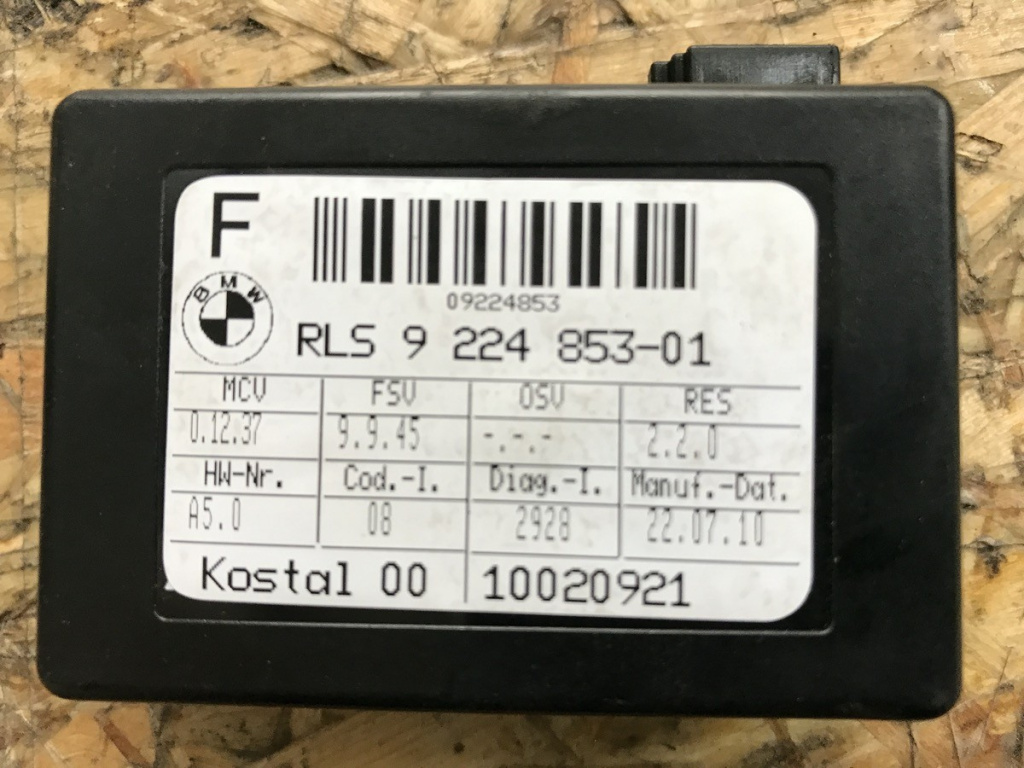 F
09224853
BMW
RLS 9 224 853-01
MCV FSV OSV RES
0.12.37 9.9.45 -.-.- 2.2.0
HW-Nr. Cod.-I. Diag.-I. Manuf.-Dat.
A5.0 08 2928 22.07.10
Kostal 00 10020921